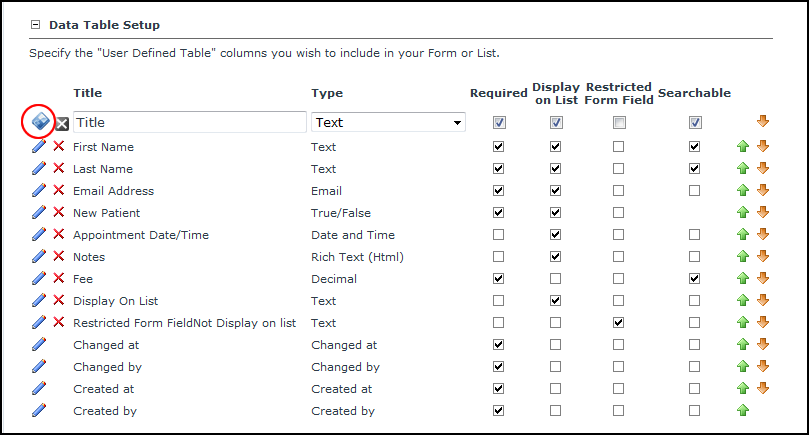 Data Table Setup
Specify the "User Defined Table" columns you wish to include in your Form or List.
Title Type Required Display on List Restricted Form Field Searchable
Title Text
First Name Text
Last Name Text
Email Address Email
New Patient True/False
Appointment Date/Time Date and Time
Notes Rich Text (Html)
Fee Decimal
Display On List Text
Restricted Form FieldNot Display on list Text
Changed at Changed at
Changed by Changed by
Created at Created at
Created by Created by